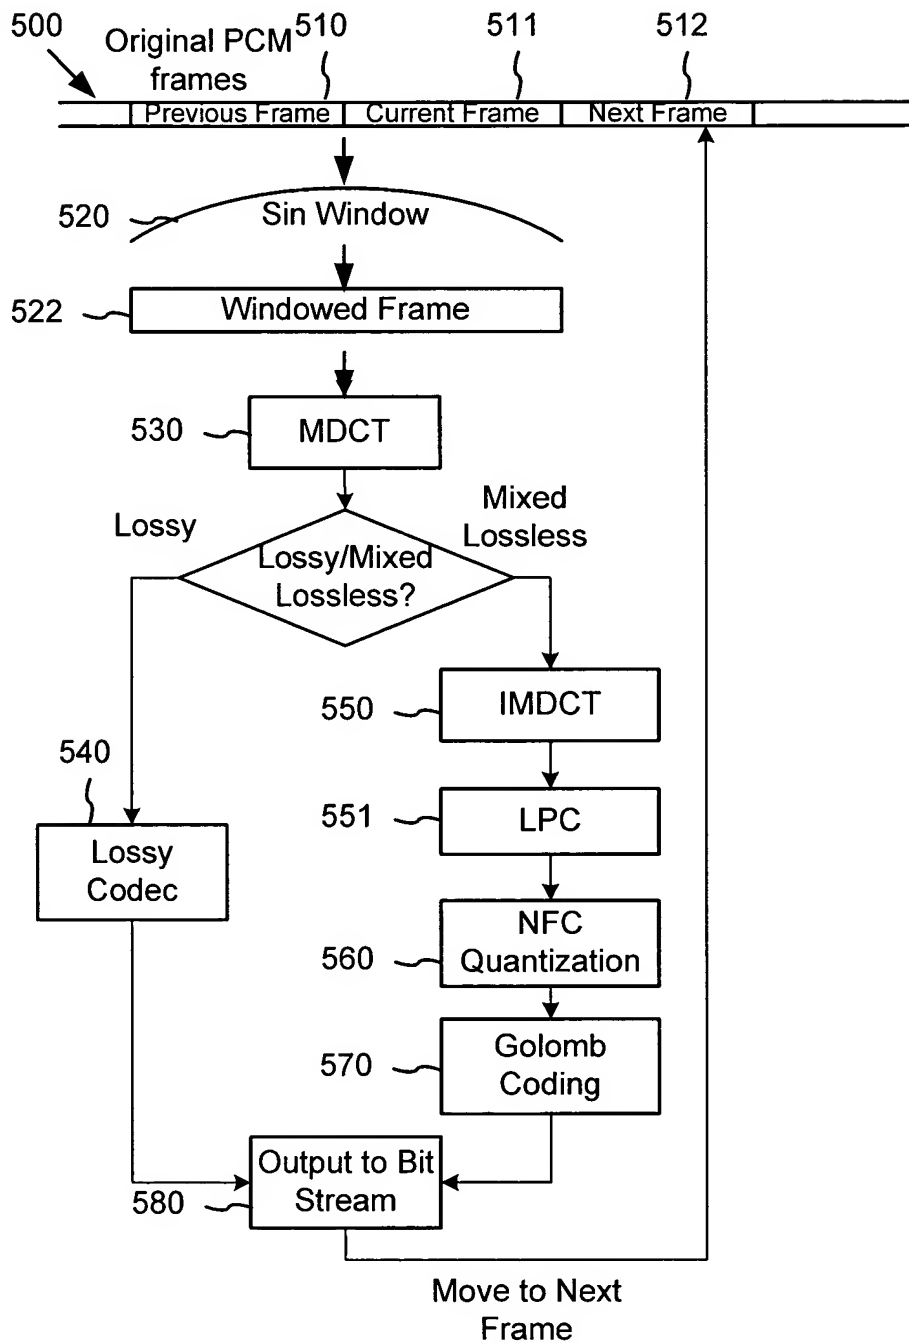 500
Original PCM
frames
510
511
512
Previous Frame
Current Frame
Next Frame
520
Sin Window
522
Windowed Frame
530
MDCT
Lossy
Mixed
Lossless
Lossy/Mixed
Lossless?
550
IMDCT
540
Lossy
Codec
551
LPC
560
NFC
Quantization
570
Golomb
Coding
580
Output to Bit
Stream
Move to Next
Frame